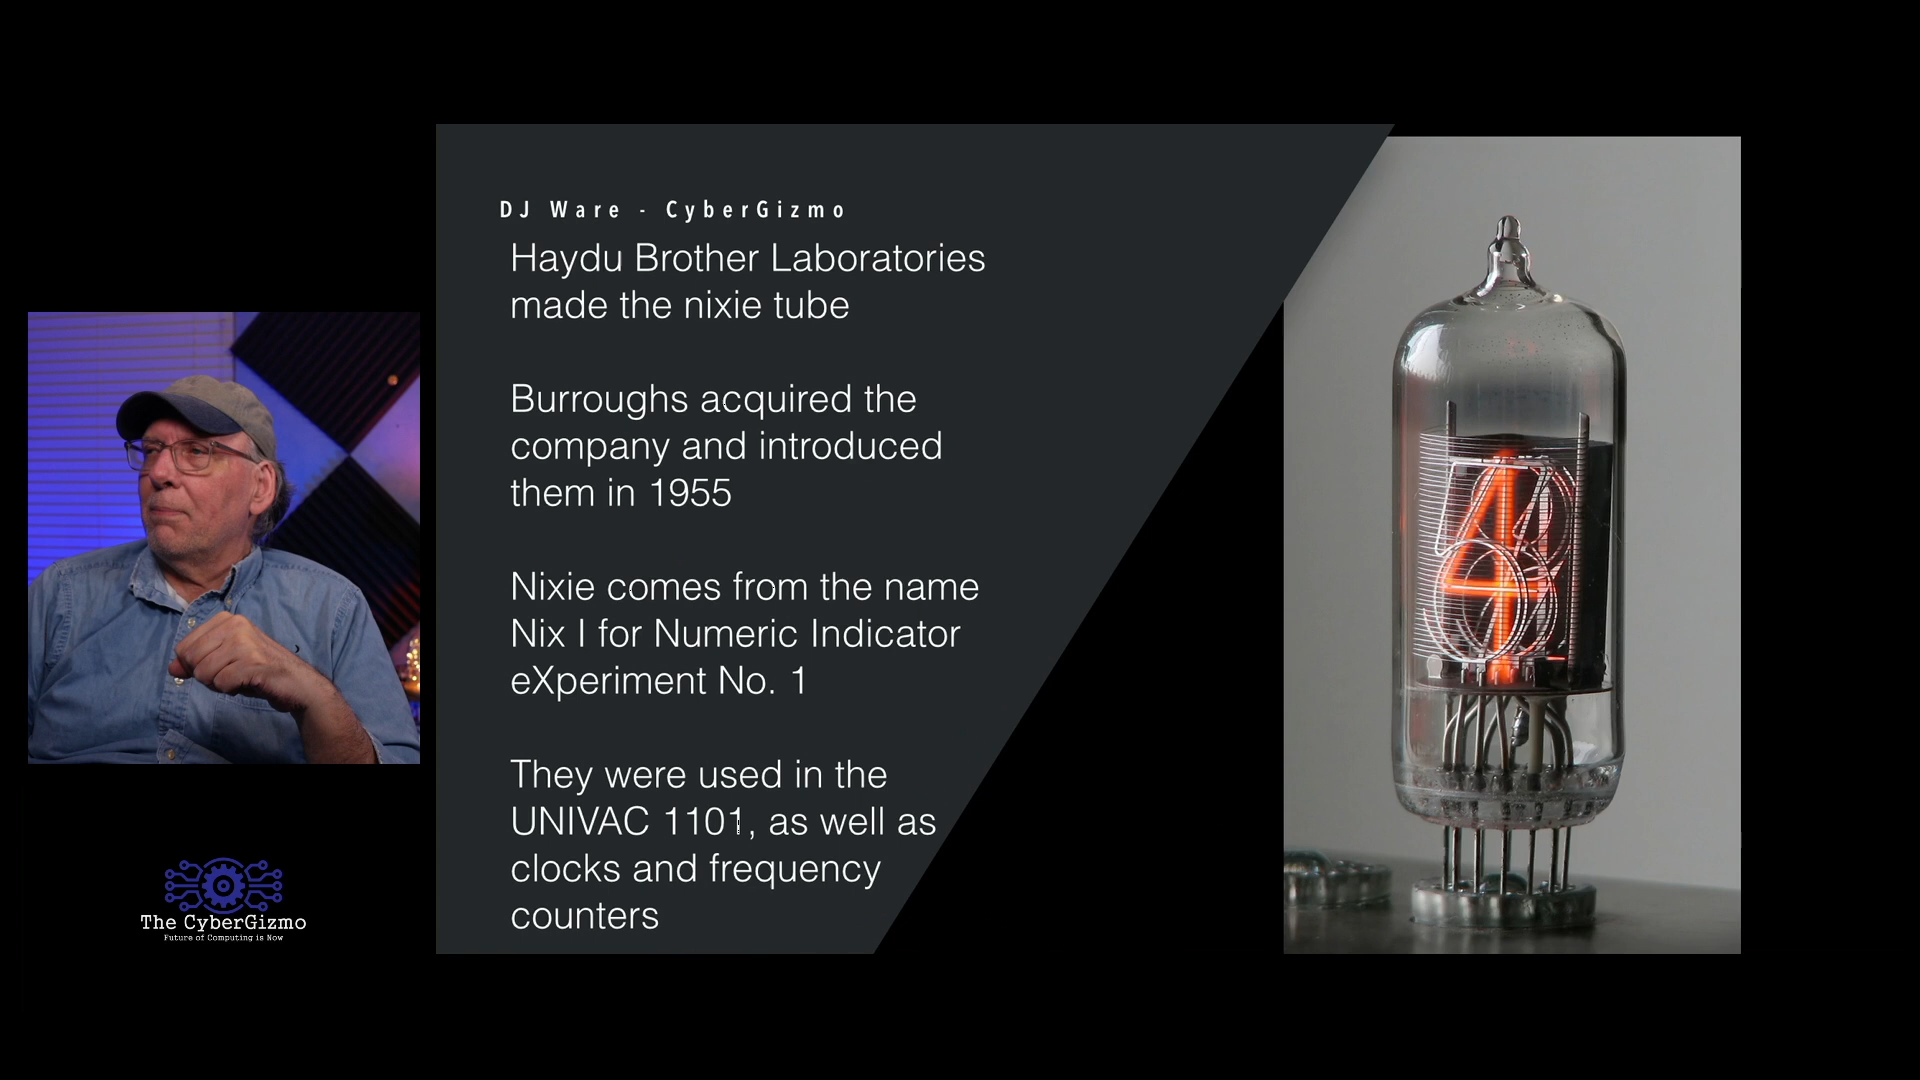 DJ Ware - CyberGizmo
Haydu Brother Laboratories
made the nixie tube
Burroughs acquired the
company and introduced
them in 1955
Nixie comes from the name
Nix I for Numeric Indicator
eXperiment No. 1
They were used in the
UNIVAC 1101, as well as
clocks and frequency
counters
4
The CyberGizmo
Future of Computing is Now